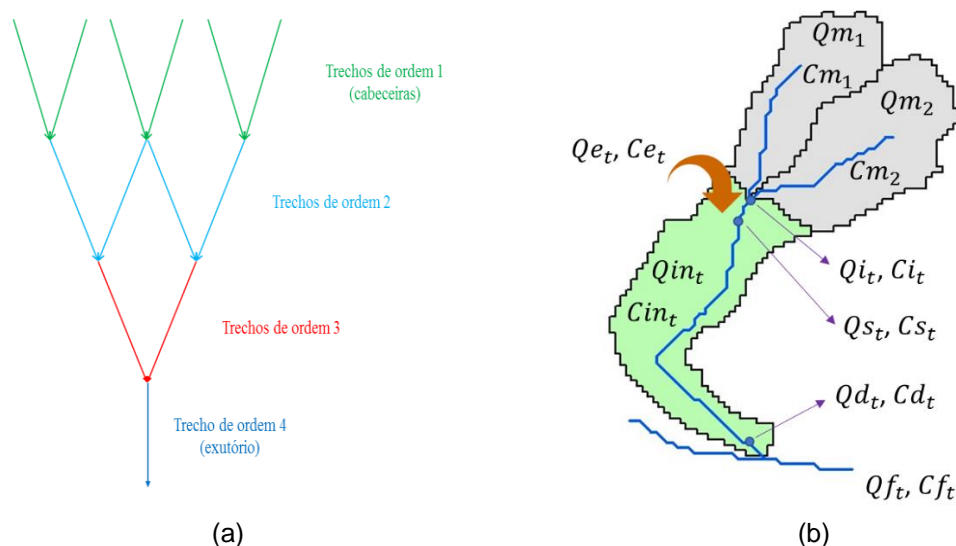 Trechos de ordem 1
(cabeceiras)
Trechos de ordem 2
Trechos de ordem 3
Trecho de ordem 4
(exutório)
(a)
Qm₁
Cm₁
Qm₂
Cm₂
Qeₜ, Ceₜ
Qinₜ
Cinₜ
Qiₜ, Ciₜ
Qsₜ, Csₜ
Qdₜ, Cdₜ
Qfₜ, Cfₜ
(b)